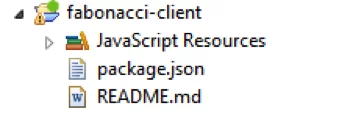 fabonacci-client
JavaScript Resources
package.json
README.md